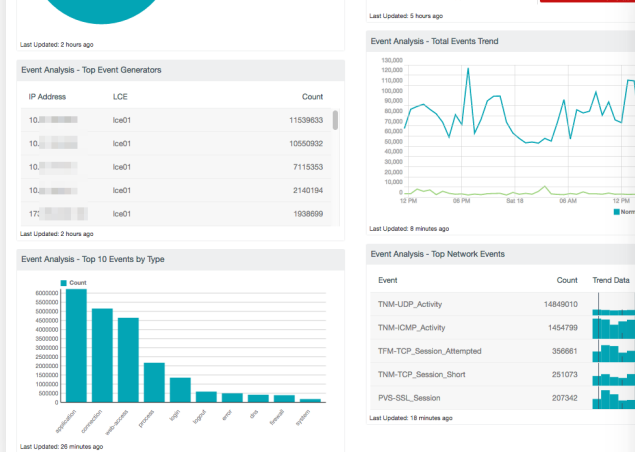 Last Updated: 2 hours ago
Event Analysis - Top Event Generators
IP Address LCE Count
10. lce01 11539633
10. lce01 10550932
10. lce01 7115353
10. lce01 2140194
172 lce01 1938699
Last Updated: 2 hours ago
Event Analysis - Top 10 Events by Type
Count
6000000
5500000
5000000
4500000
4000000
3500000
3000000
2500000
2000000
1500000
1000000
500000
0
application
connection
web-access
process
login
logout
error
dns
firewall
system
Last Updated: 26 minutes ago
Last Updated: 5 hours ago
Event Analysis - Total Events Trend
130,000
120,000
110,000
100,000
90,000
80,000
70,000
60,000
50,000
40,000
30,000
20,000
10,000
0
12 PM 06 PM Sat 18 06 AM 12 PM
Norm
Last Updated: 8 minutes ago
Event Analysis - Top Network Events
Event Count Trend Data
TNM-UDP_Activity 14849010
TNM-ICMP_Activity 1454799
TFM-TCP_Session_Attempted 356661
TNM-TCP_Session_Short 251073
PVS-SSL_Session 207342
Last Updated: 18 minutes ago